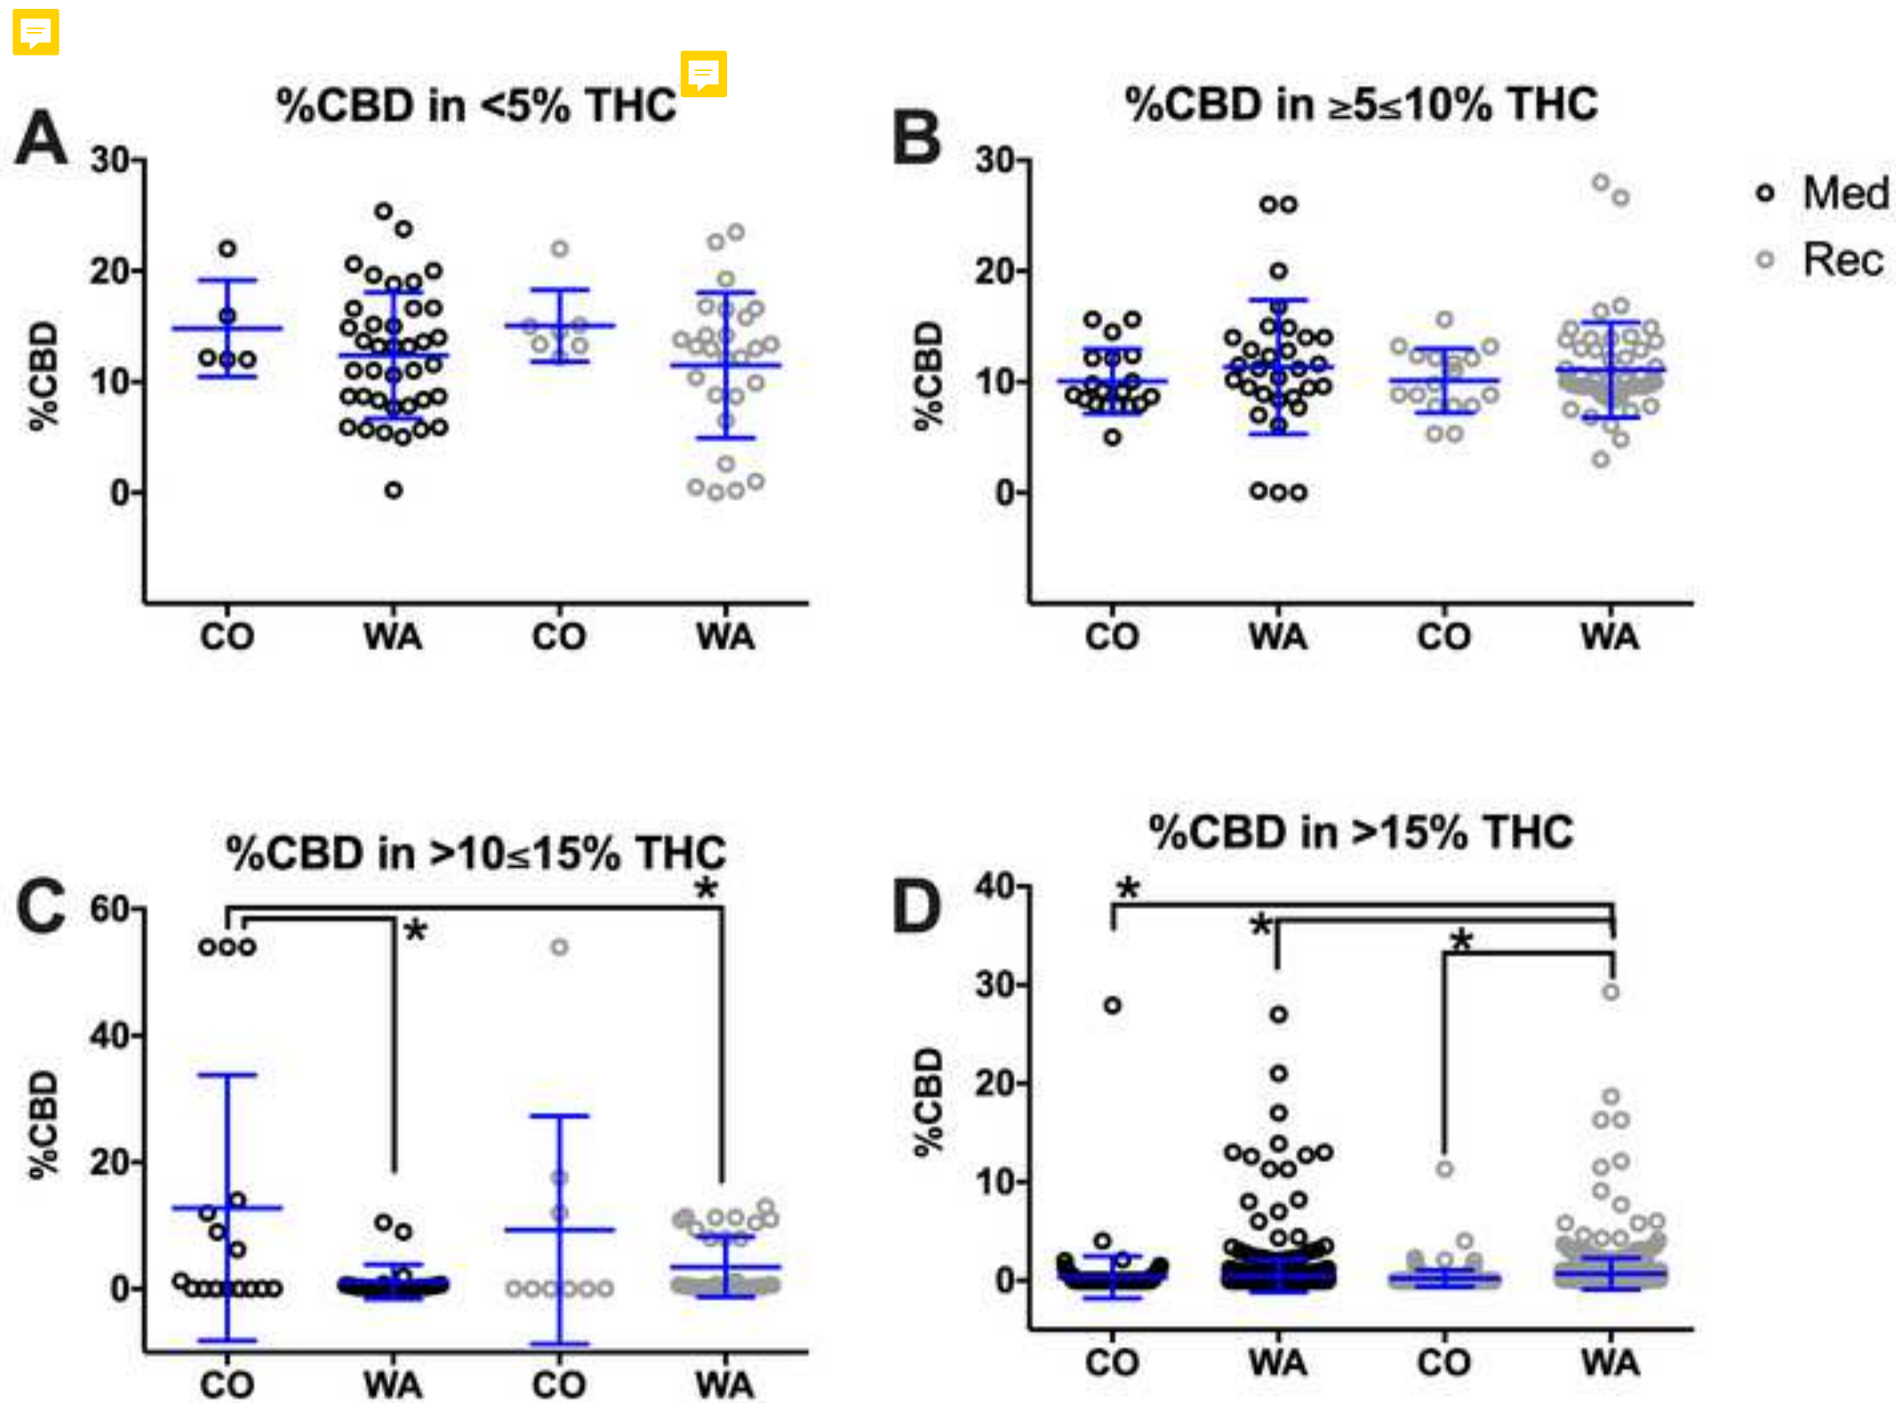 A
%CBD in <5% THC
30
20
10
0
%CBD
CO WA CO WA
B
%CBD in ≥5≤10% THC
30
20
10
0
%CBD
CO WA CO WA
Med
Rec
C
%CBD in >10≤15% THC
60
40
20
0
%CBD
*
*
CO WA CO WA
D
%CBD in >15% THC
40
30
20
10
0
%CBD
*
*
*
CO WA CO WA